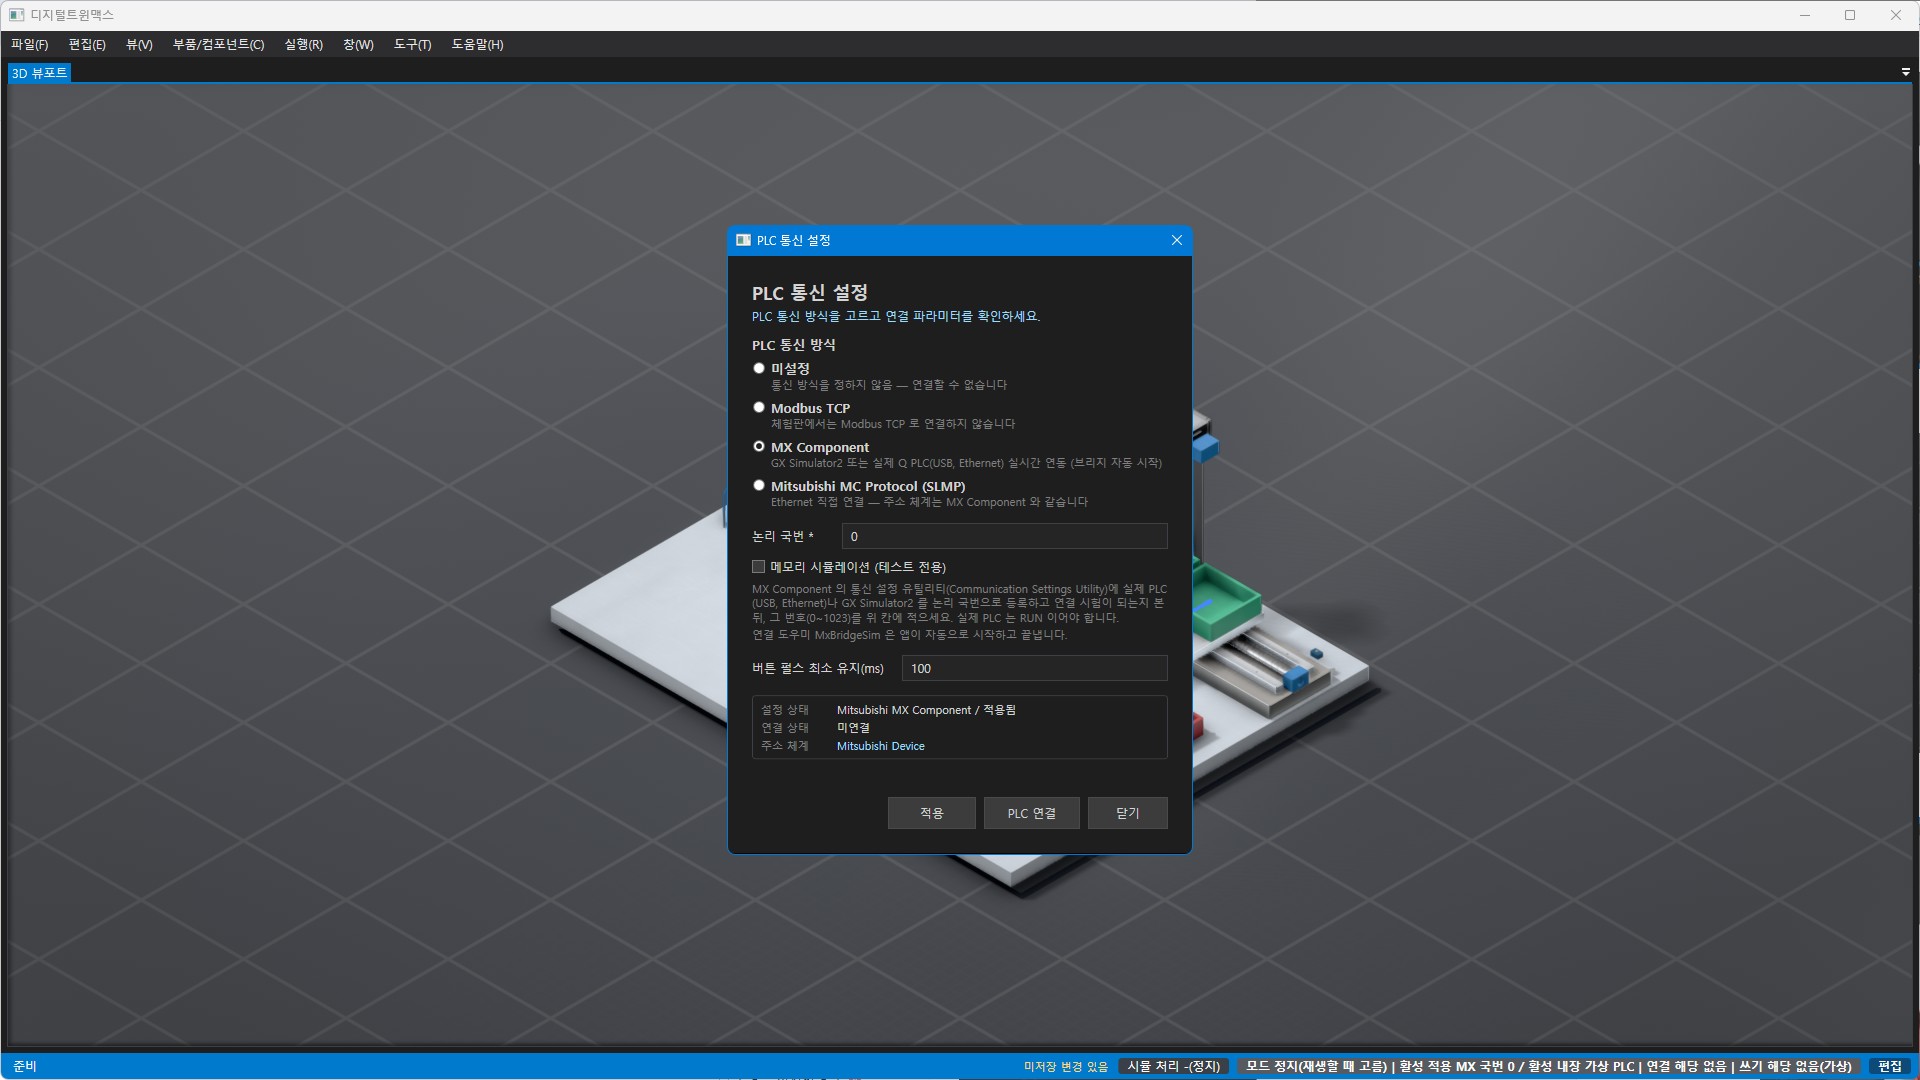 디지털트윈맥스
파일(F) 편집(E) 뷰(V) 부품/컴포넌트(C) 실행(R) 창(W) 도구(T) 도움말(H)
3D 뷰포트
PLC 통신 설정
PLC 통신 설정
PLC 통신 방식을 고르고 연결 파라미터를 확인하세요.
PLC 통신 방식
미설정
통신 방식을 정하지 않음 — 연결할 수 없습니다
Modbus TCP
체험판에서는 Modbus TCP 로 연결하지 않습니다
MX Component
GX Simulator2 또는 실제 Q PLC(USB, Ethernet) 실시간 연동 (브리지 자동 시작)
Mitsubishi MC Protocol (SLMP)
Ethernet 직접 연결 — 주소 체계는 MX Component 와 같습니다
논리 국번 * 0
메모리 시뮬레이션 (테스트 전용)
MX Component 의 통신 설정 유틸리티(Communication Settings Utility)에 실제 PLC
(USB, Ethernet)나 GX Simulator2 를 논리 국번으로 등록하고 연결 시험이 되는지 본
뒤, 그 번호(0~1023)를 위 칸에 적으세요. 실제 PLC 는 RUN 이어야 합니다.
연결 도우미 MxBridgeSim 은 앱이 자동으로 시작하고 끝냅니다.
버튼 펄스 최소 유지(ms) 100
설정 상태 Mitsubishi MX Component / 적용됨
연결 상태 미연결
주소 체계 Mitsubishi Device
적용 PLC 연결 닫기
준비 미저장 변경 있음 시뮬 처리 -(정지) 모드 정지(재생할 때 고름) | 활성 적용 MX 국번 0 / 활성 내장 가상 PLC | 연결 해당 없음 | 쓰기 해당 없음(가상) 편집